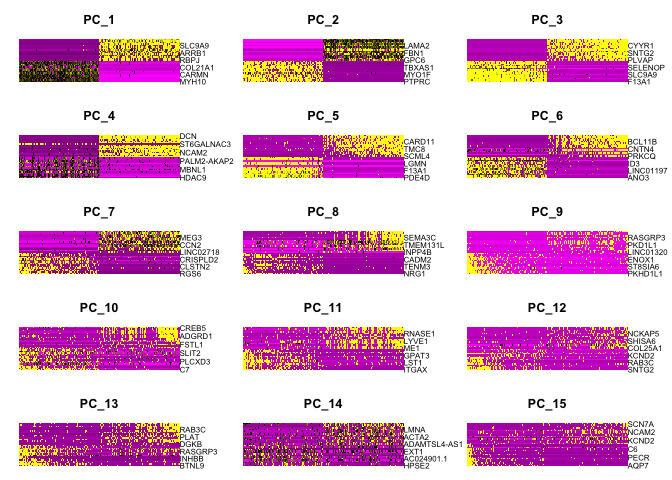 PC_1
SLC9A9
ARRB1
RBPJ
COL21A1
CARMN
MYH10
PC_2
LAMA2
FBN1
GPC6
TBXAS1
MYO1F
PTPRC
PC_3
CYYR1
SNTG2
PLVAP
SELENOP
SLC9A9
F13A1
PC_4
DCN
ST6GALNAC3
NCAM2
PALM2-AKAP2
MBNL1
HDAC9
PC_5
CARD11
TMC8
SCML4
LGMN
F13A1
PDE4D
PC_6
BCL11B
CNTN4
PRKCQ
ID3
LINC01197
ANO3
PC_7
MEG3
CCN2
LINC02718
CRISPLD2
CLSTN2
RGS6
PC_8
SEMA3C
TMEM131L
INPP4B
CADM2
TENM3
NRG1
PC_9
RASGRP3
PKD1L1
LINC01320
ENOX1
ST8SIA6
PKHD1L1
PC_10
CREB5
ADGRD1
FSTL1
SLIT2
PLCXD3
C7
PC_11
RNASE1
LYVE1
ME1
GPAT3
LST1
ITGAX
PC_12
NCKAP5
SHISA6
COL25A1
KCND2
RAB3C
SNTG2
PC_13
RAB3C
PLAT
DGKB
RASGRP3
INHBB
BTNL9
PC_14
LMNA
ACTA2
ADAMTSL4-AS1
EXT1
AC024901.1
HPSE2
PC_15
SCN7A
NCAM2
KCND2
C6
PECR
AQP7